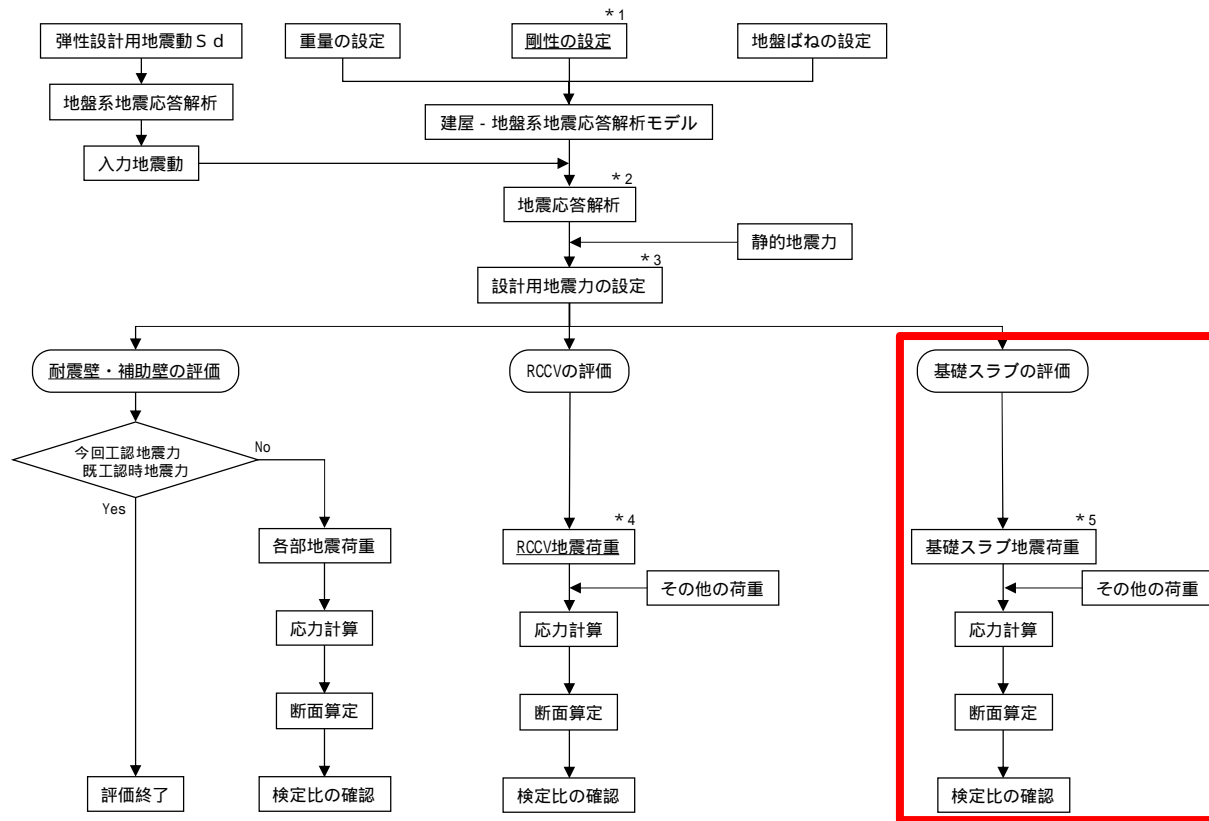 *1
弾性設計用地震動Ｓｄ
重量の設定
剛性の設定
地盤ばねの設定
地盤系地震応答解析
建屋 - 地盤系地震応答解析モデル
入力地震動
*2
地震応答解析
静的地震力
*3
設計用地震力の設定
耐震壁・補助壁の評価
RCCVの評価
基礎スラブの評価
今回工認地震力
既工認時地震力
No
Yes
*4
*5
各部地震荷重
RCCV地震荷重
基礎スラブ地震荷重
その他の荷重
その他の荷重
応力計算
応力計算
応力計算
断面算定
断面算定
断面算定
評価終了
検定比の確認
検定比の確認
検定比の確認